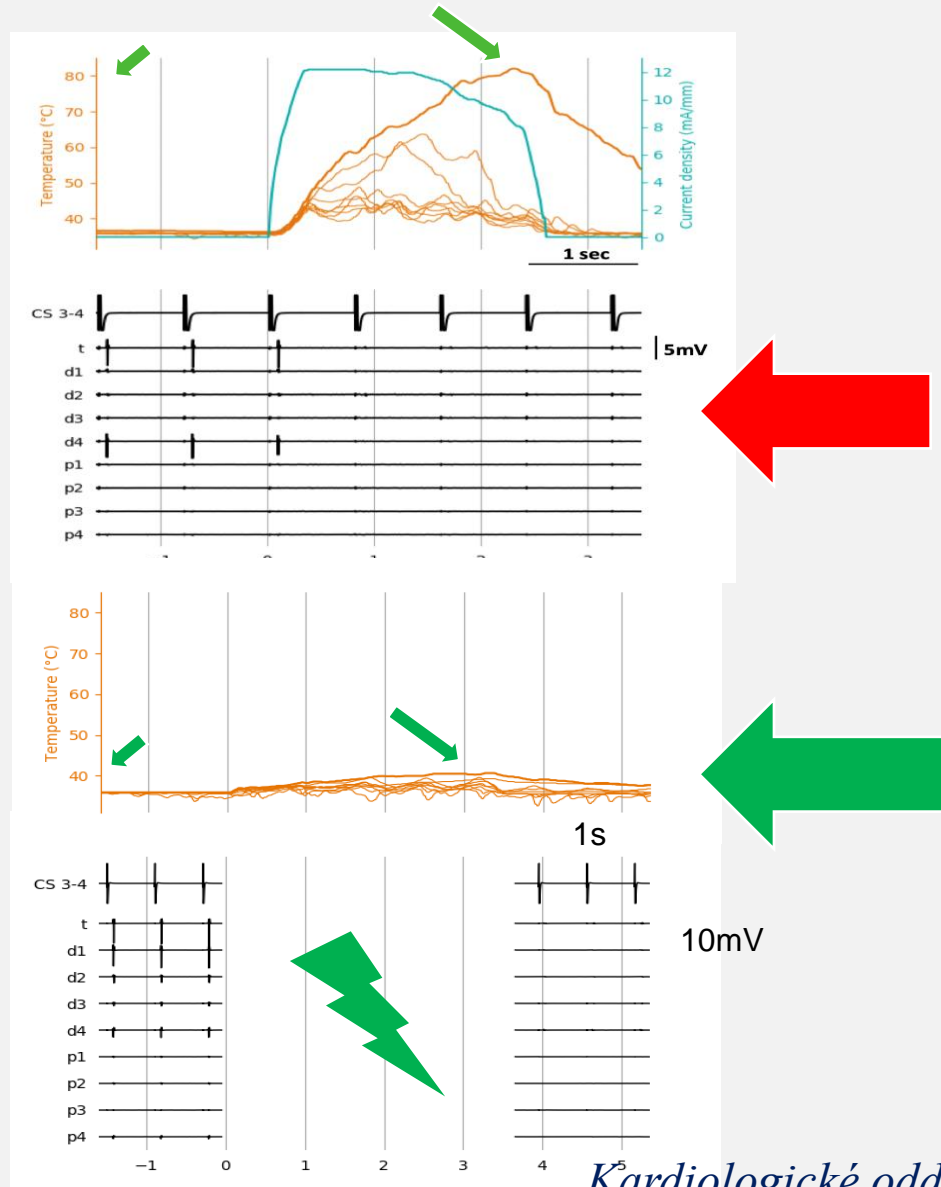 80
70
60
50
40
Temperature (°C)
12
10
8
6
4
2
0
Current density (mA/mm)
1 sec
CS 3-4
t
d1
d2
d3
d4
p1
p2
p3
p4
5mV
80
70
60
50
40
Temperature (°C)
1s
CS 3-4
t
d1
d2
d3
d4
p1
p2
p3
p4
10mV
−1 0 1 2 3 4 5
Kardiologické odd